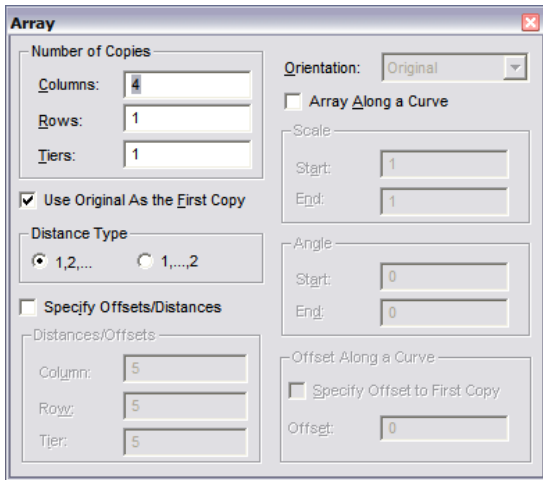 Array
Number of Copies
Columns: 4
Rows: 1
Tiers: 1
Use Original As the First Copy
Distance Type
1,2,... 1,...,2
Specify Offsets/Distances
Distances/Offsets
Column: 5
Row: 5
Tier: 5
Orientation: Original
Array Along a Curve
Scale
Start: 1
End: 1
Angle
Start: 0
End: 0
Offset Along a Curve
Specify Offset to First Copy
Offset: 0